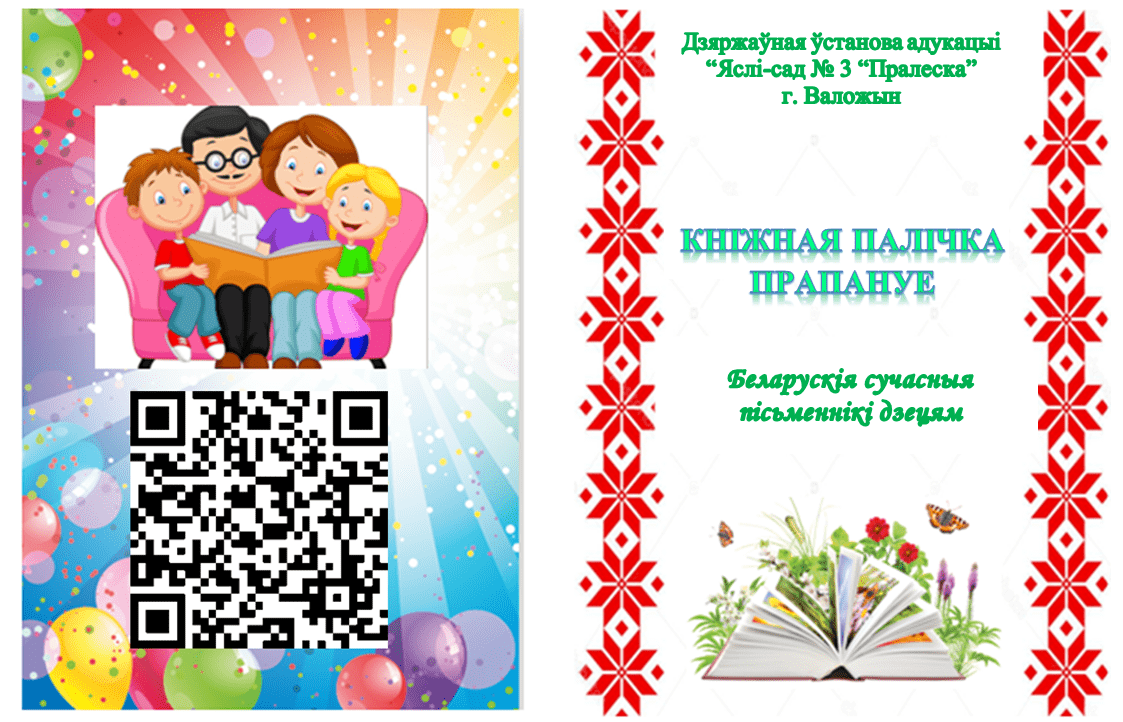 Дзяржаўная ўстанова адукацыі
“Яслі-сад № 3 “Пралеска”
г. Валожын
КНІЖНАЯ ПАЛІЧКА
ПРАПАНУЕ
Беларускія сучасныя
пісьменнікі дзецям